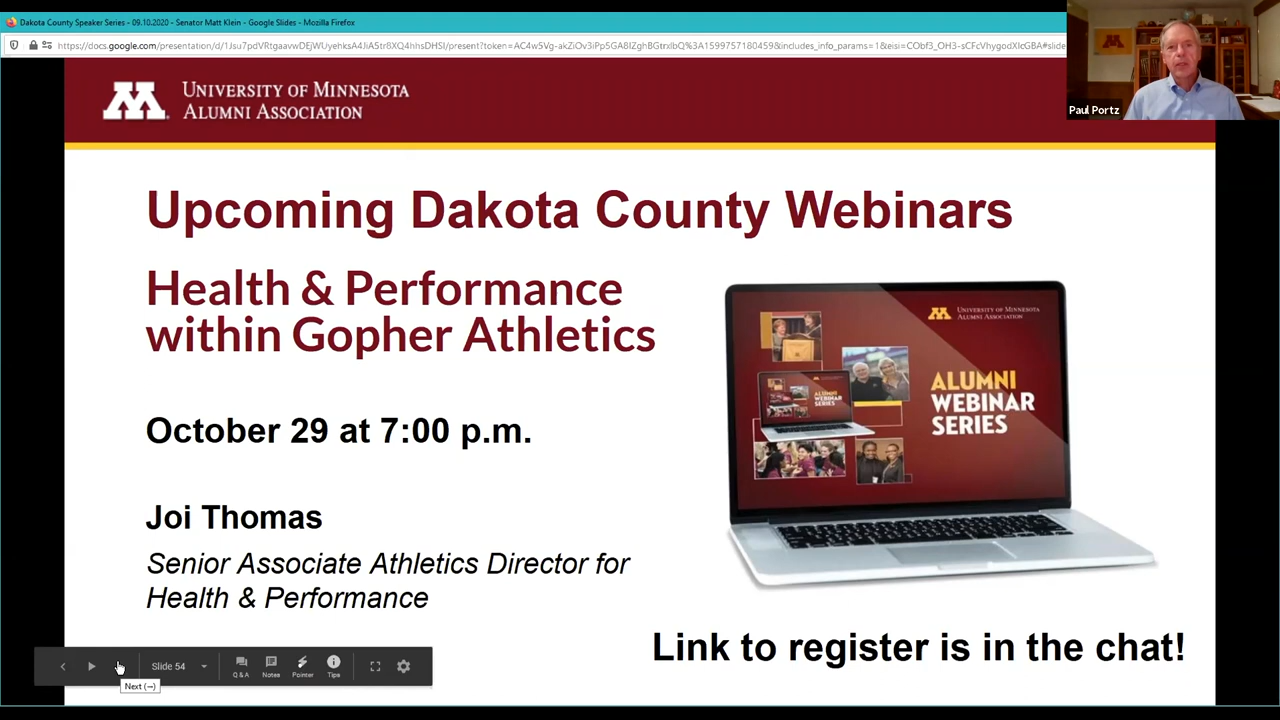 Dakota County Speaker Series - 09.10.2020 - Senator Matt Klein - Google Slides - Mozilla Firefox
Paul Portz
UNIVERSITY OF MINNESOTA
ALUMNI ASSOCIATION
Upcoming Dakota County Webinars
Health & Performance
within Gopher Athletics
October 29 at 7:00 p.m.
Joi Thomas
Senior Associate Athletics Director for
Health & Performance
UNIVERSITY OF MINNESOTA
ALUMNI ASSOCIATION
ALUMNI
WEBINAR
SERIES
ALUMNI
WEBINAR
SERIES
Link to register is in the chat!
Slide 54
Q & A
Notes
Pointer
Tips
Next (→)